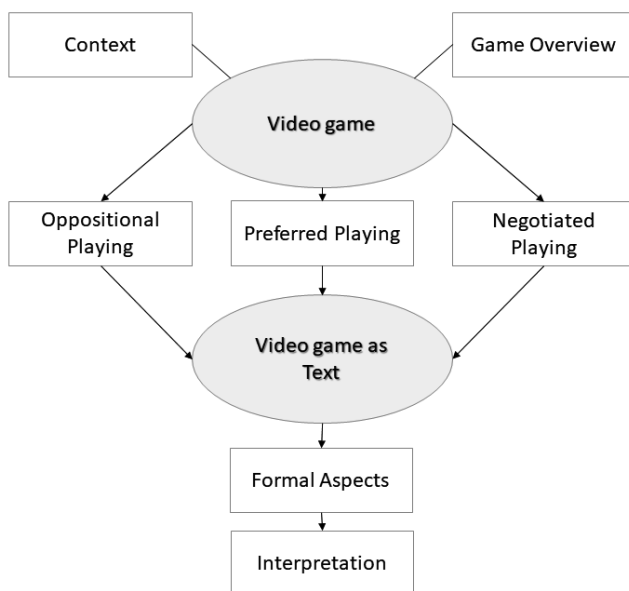 Context
Game Overview
Video game
Oppositional
Playing
Preferred Playing
Negotiated
Playing
Video game as
Text
Formal Aspects
Interpretation